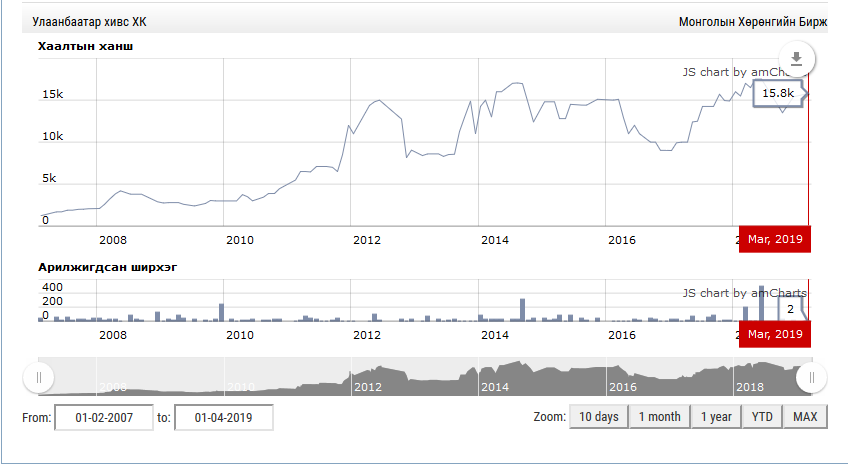 Улаанбаатар хивс ХК Монголын Хөрөнгийн Бирж
Хаалтын ханш
JS chart by amCharts
15.8k
15k
10k
5k
0
2008 2010 2012 2014 2016 Mar, 2019
Арилжигдсан ширхэг
JS chart by amCharts
400
200
2
0
2008 2010 2012 2014 2016 Mar, 2019
2008 2010 2012 2014 2016 2018
From: 01-02-2007 to: 01-04-2019 Zoom: 10 days 1 month 1 year YTD MAX